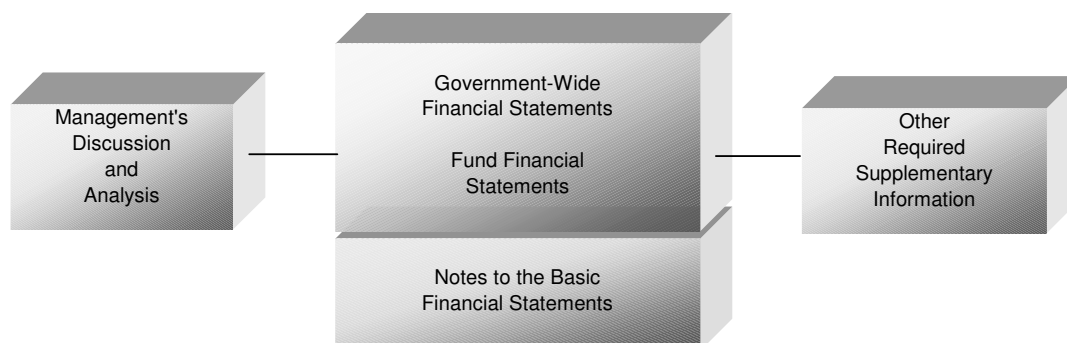 Management's
Discussion
and
Analysis
Government-Wide
Financial Statements
Fund Financial
Statements
Notes to the Basic
Financial Statements
Other
Required
Supplementary
Information